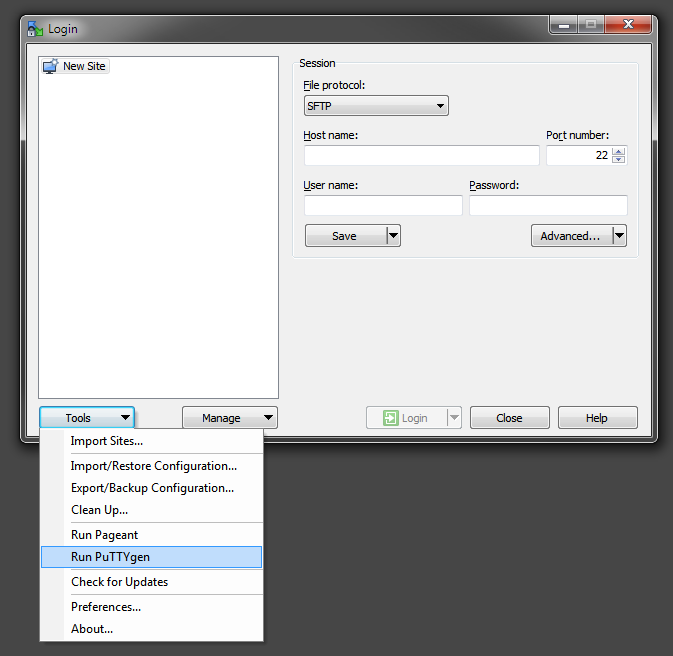 Login
New Site
Session
File protocol:
SFTP
Host name:
Port number:
22
User name:
Password:
Save
Advanced...
Tools
Manage
Login
Close
Help
Import Sites...
Import/Restore Configuration...
Export/Backup Configuration...
Clean Up...
Run Pageant
Run PuTTYgen
Check for Updates
Preferences...
About...